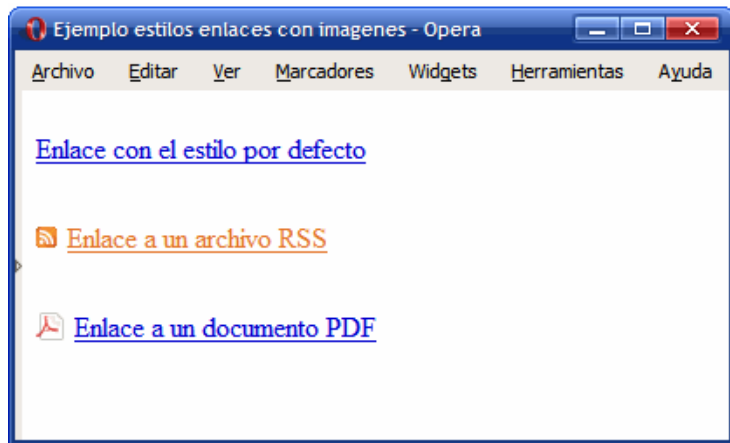 Ejemplo estilos enlaces con imagenes - Opera
Archivo Editar Ver Marcadores Widgets Herramientas Ayuda
Enlace con el estilo por defecto
Enlace a un archivo RSS
Enlace a un documento PDF